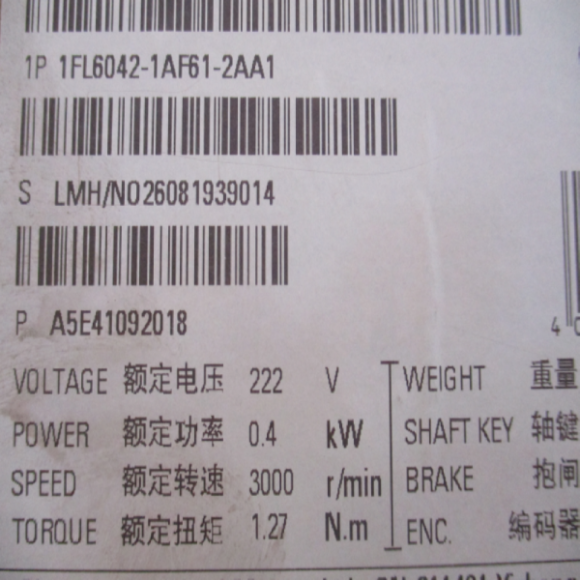 1P 1FL6042-1AF61-2AA1
S LMH/NO26081939014
P A5E41092018
VOLTAGE 额定电压 222 V WEIGHT 重量
POWER 额定功率 0.4 kW SHAFT KEY 轴键
SPEED 额定转速 3000 r/min BRAKE 抱闸
TORQUE 额定扭矩 1.27 N.m ENC. 编码器